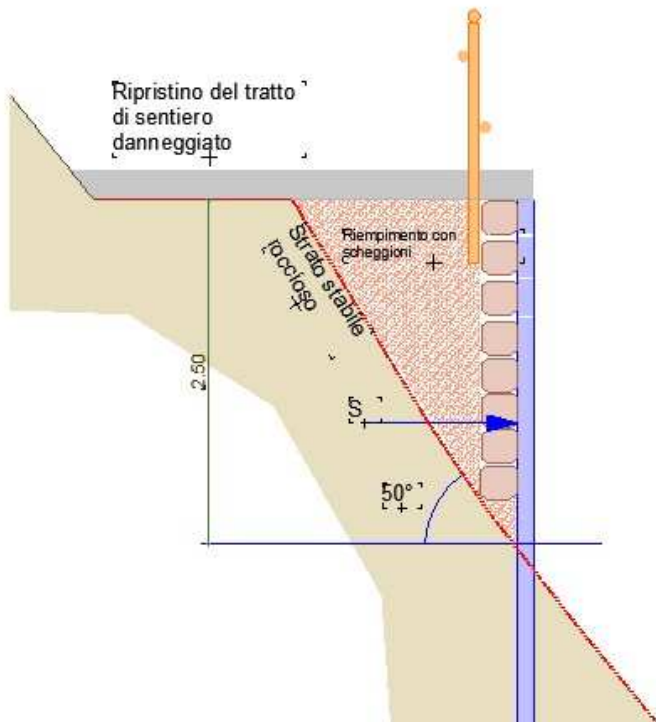 Ripristino del tratto
di sentiero
danneggiato
Riempimento con
scheggioni
Strato stabile
roccioso
2.50
S
50°